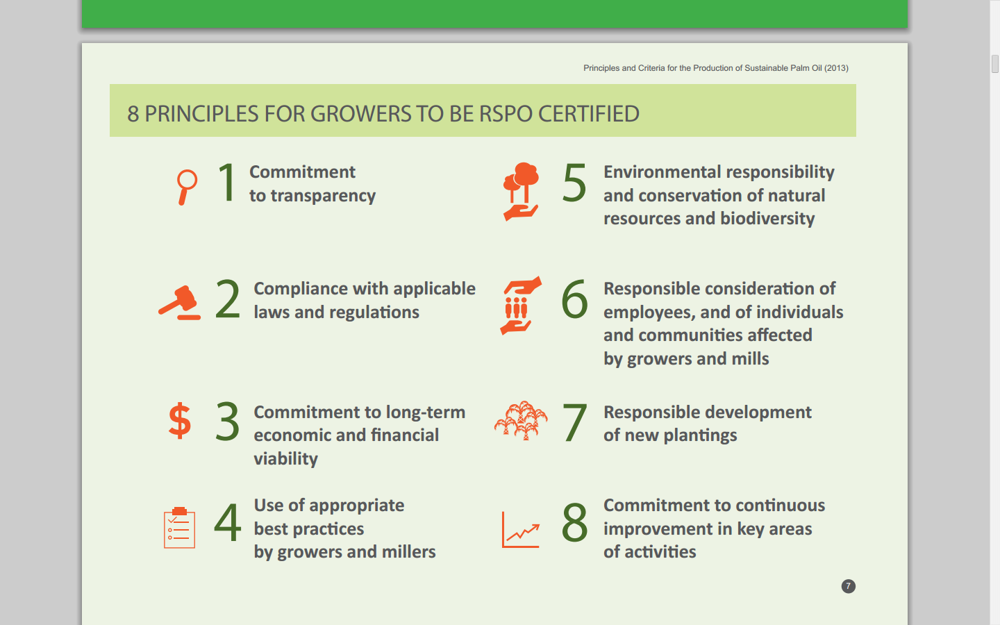 Principles and Criteria for the Production of Sustainable Palm Oil (2013)
8 PRINCIPLES FOR GROWERS TO BE RSPO CERTIFIED
1 Commitment
to transparency
2 Compliance with applicable
laws and regulations
$ 3 Commitment to long-term
economic and financial
viability
4 Use of appropriate
best practices
by growers and millers
5 Environmental responsibility
and conservation of natural
resources and biodiversity
6 Responsible consideration of
employees, and of individuals
and communities affected
by growers and mills
7 Responsible development
of new plantings
8 Commitment to continuous
improvement in key areas
of activities
7